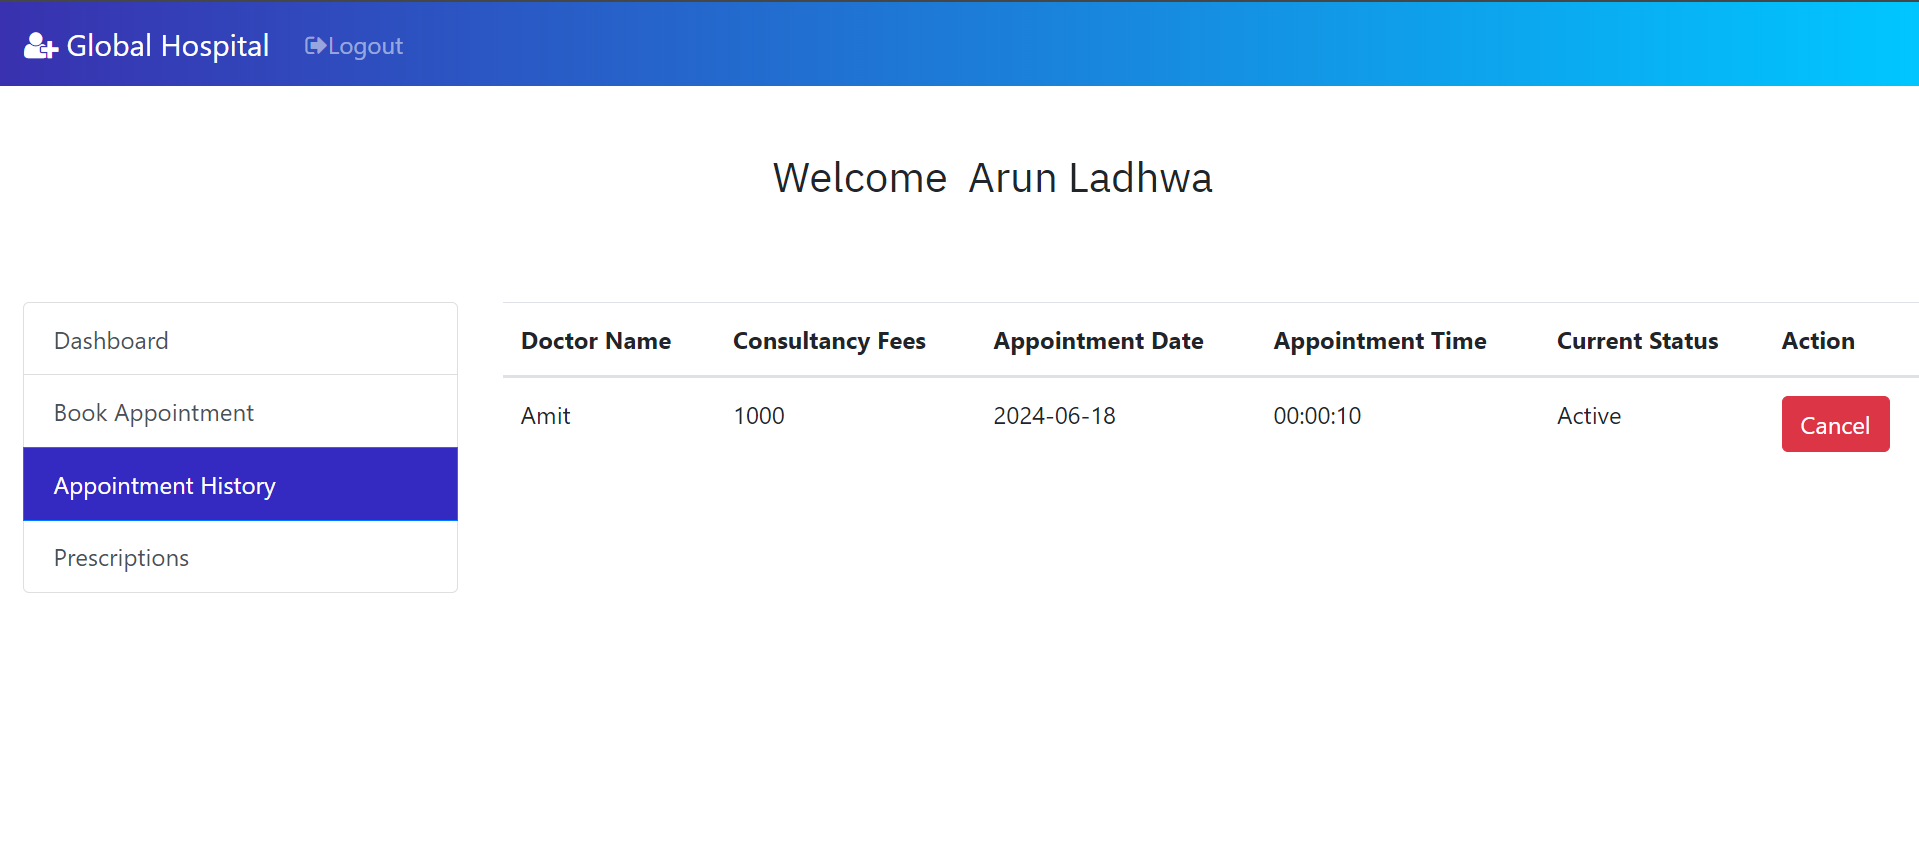 Global Hospital Logout
Welcome Arun Ladhwa
Dashboard
Book Appointment
Appointment History
Prescriptions
Doctor Name Consultancy Fees Appointment Date Appointment Time Current Status Action
Amit 1000 2024-06-18 00:00:10 Active Cancel